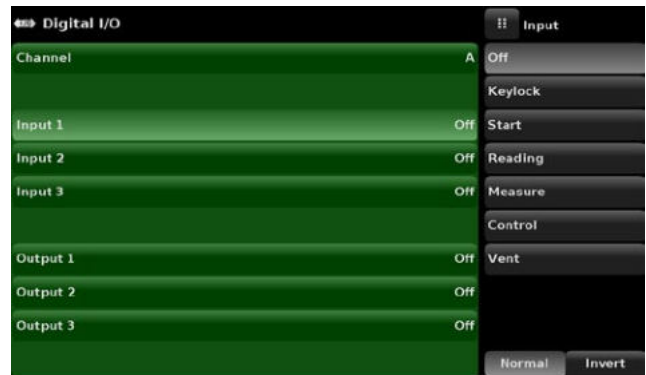 Digital I/O
Channel A
Input 1 Off
Input 2 Off
Input 3 Off
Output 1 Off
Output 2 Off
Output 3 Off
Input
Off
Keylock
Start
Reading
Measure
Control
Vent
Normal Invert